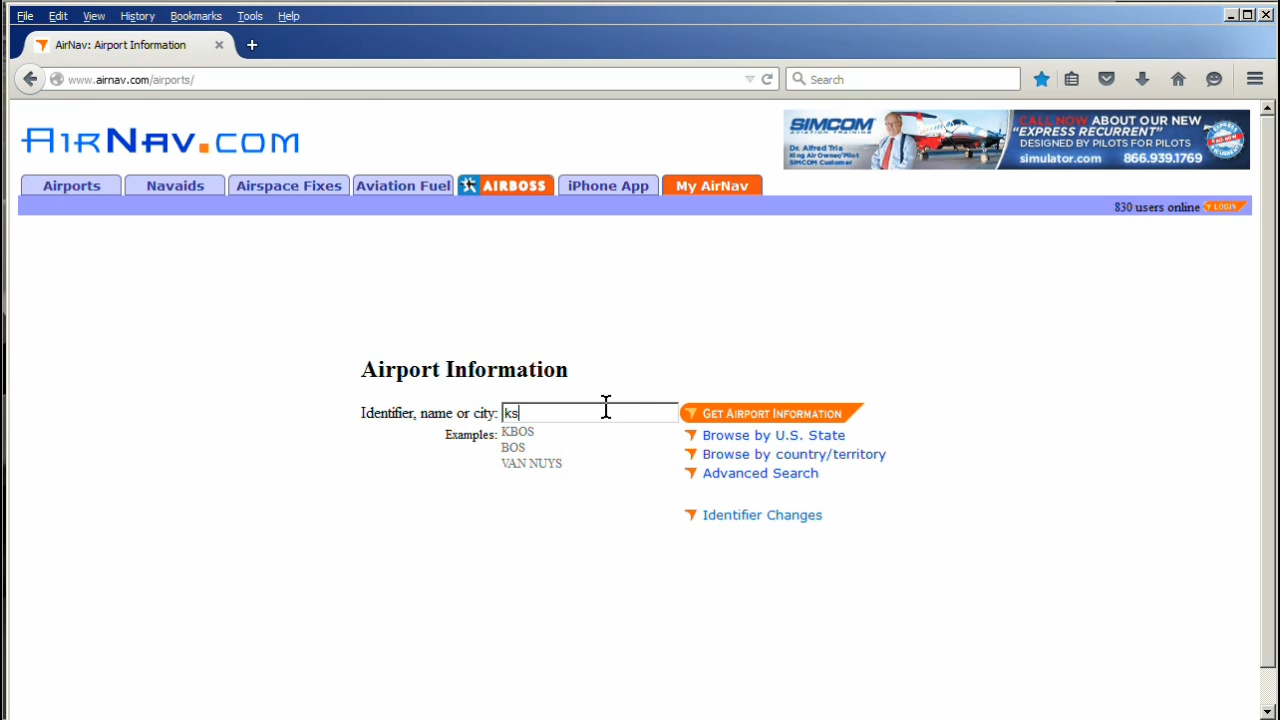 File Edit View History Bookmarks Tools Help
AirNav: Airport Information
www.airnav.com/airports/
Search
AIRNAV.COM
SIMCOM
AVIATION TRAINING
Dr. Alfred Tria
King Air Owner/Pilot
SIMCOM Customer
CALL NOW ABOUT OUR NEW
"EXPRESS RECURRENT"
DESIGNED BY PILOTS FOR PILOTS
simulator.com 866.939.1769
Airports Navaids Airspace Fixes Aviation Fuel AIRBOSS iPhone App My AirNav
830 users online LOGIN
Airport Information
Identifier, name or city: ks GET AIRPORT INFORMATION
Examples: KBOS
BOS
VAN NUYS
Browse by U.S. State
Browse by country/territory
Advanced Search
Identifier Changes